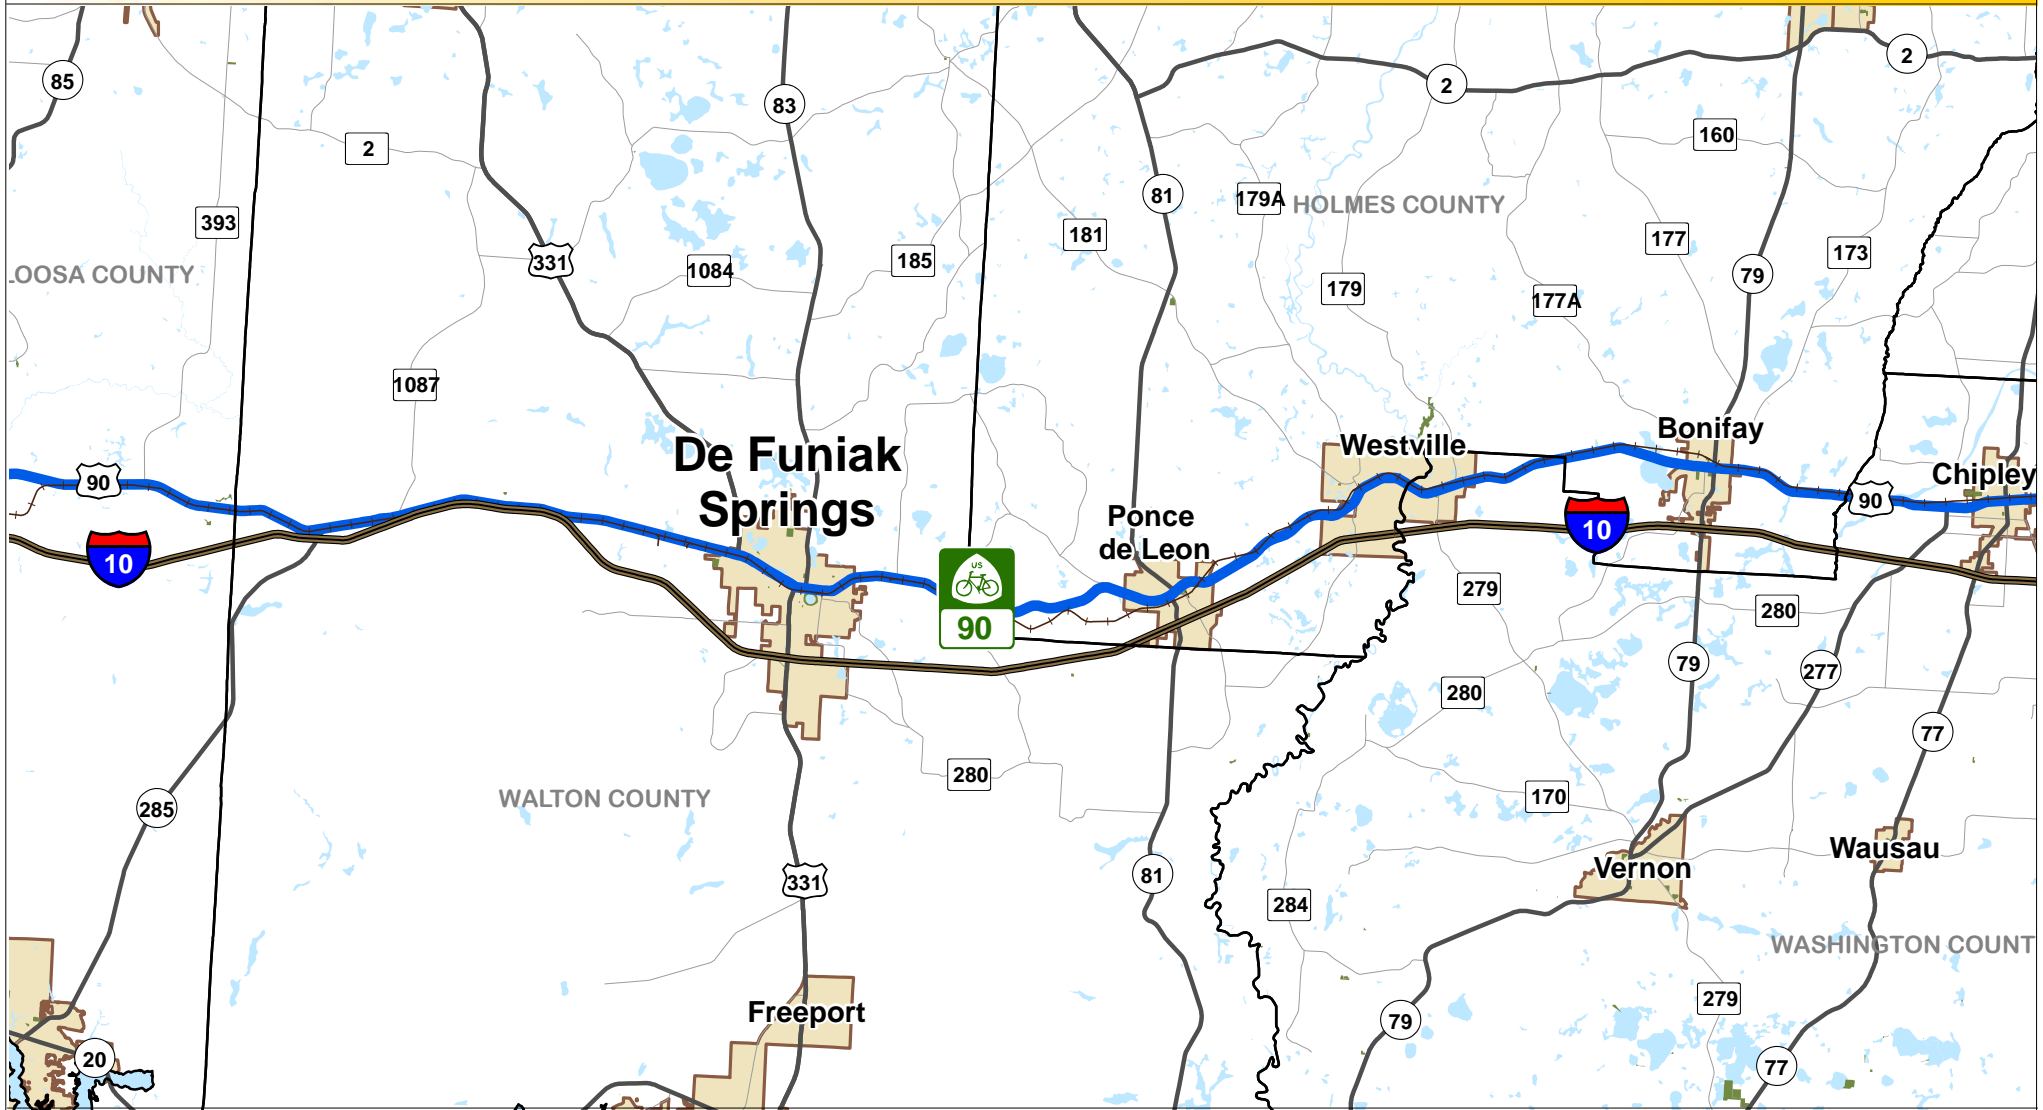 85
83
2
2
2
160
393
81
179A
HOLMES COUNTY
181
177
173
LOOSA COUNTY
331
1084
185
179
79
177A
1087
Bonifay
Westville
De Funiak
Springs
Chipley
90
90
Ponce
de Leon
10
10
US
90
279
280
79
277
280
77
280
WALTON COUNTY
170
285
Wausau
Vernon
331
81
284
WASHINGTON COUNT
279
Freeport
79
20
77